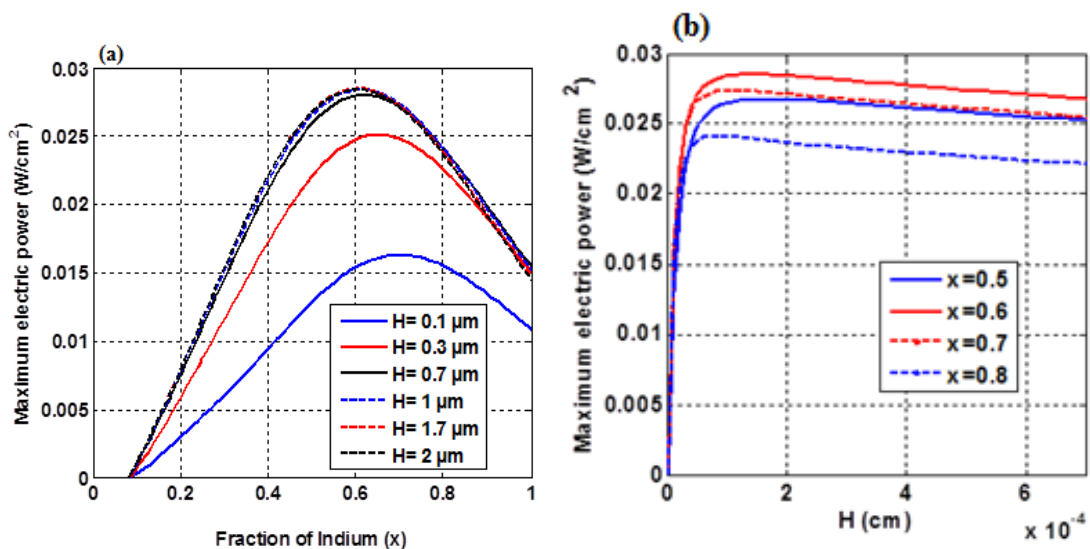 (a)
Maximum electric power (W/cm²)
0.03
0.025
0.02
0.015
0.01
0.005
0
0 0.2 0.4 0.6 0.8 1
Fraction of Indium (x)
H= 0.1 µm
H= 0.3 µm
H= 0.7 µm
H= 1 µm
H= 1.7 µm
H= 2 µm
(b)
Maximum electric power (W/cm²)
0.03
0.025
0.02
0.015
0.01
0.005
0
0 2 4 6
H (cm)
x 10⁻⁴
x=0.5
x=0.6
x=0.7
x=0.8